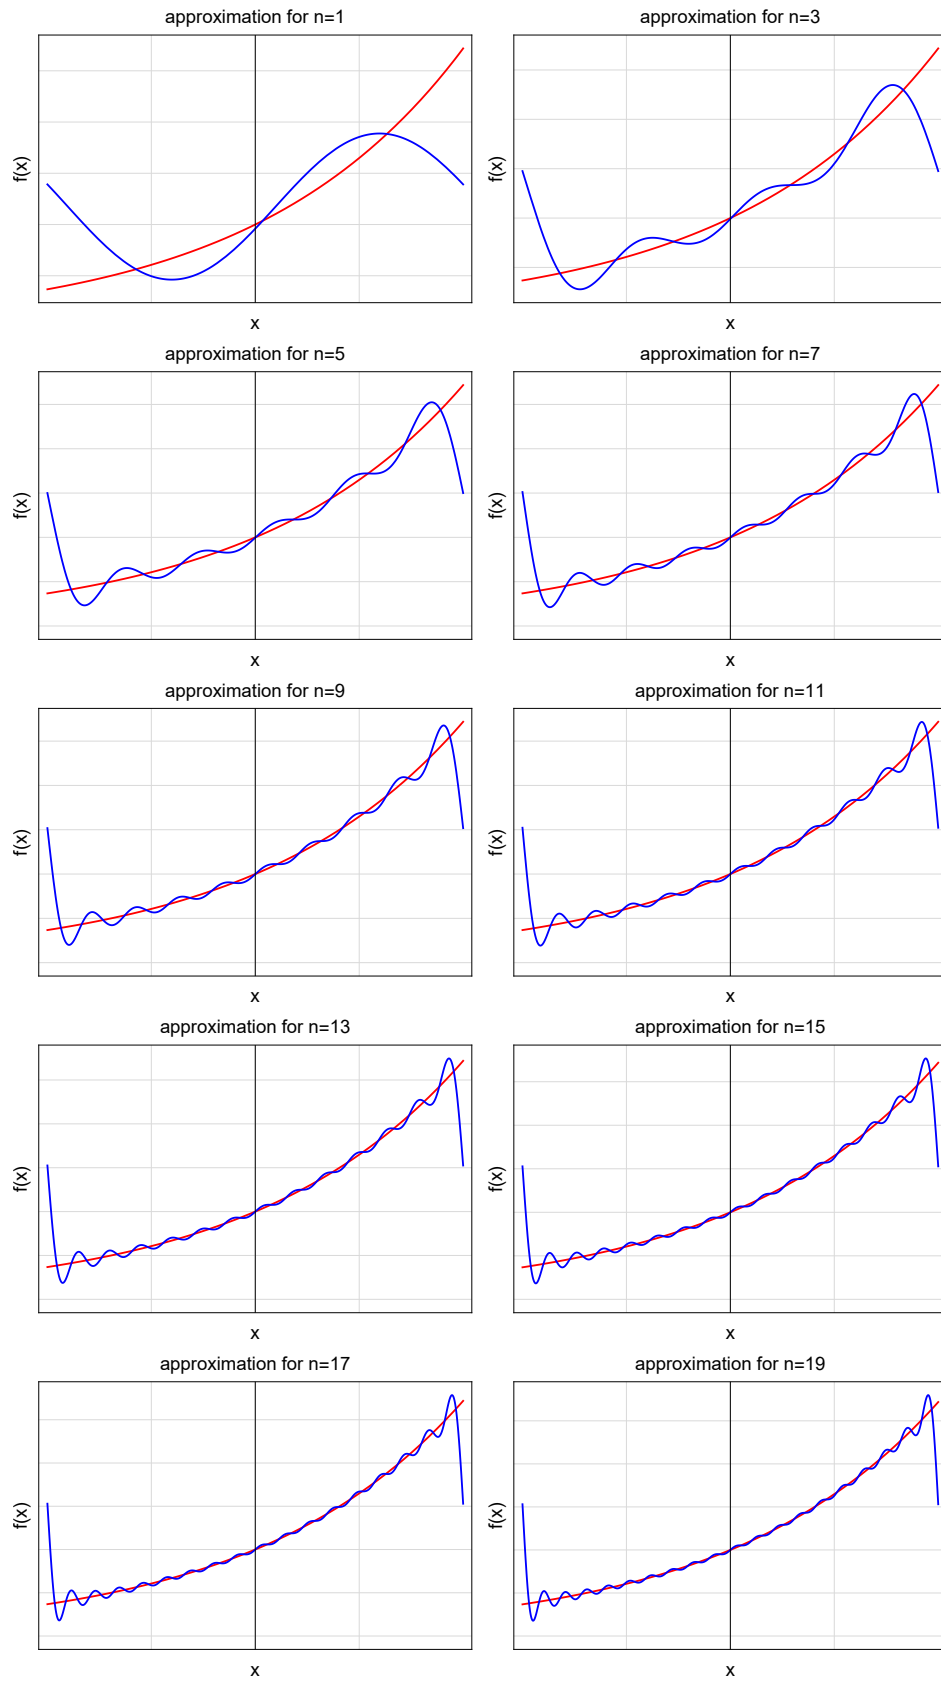 approximation for n=1
approximation for n=3
f(x)
f(x)
x
x
approximation for n=5
approximation for n=7
f(x)
f(x)
x
x
approximation for n=9
approximation for n=11
f(x)
f(x)
x
x
approximation for n=13
approximation for n=15
f(x)
f(x)
x
x
approximation for n=17
approximation for n=19
f(x)
f(x)
x
x